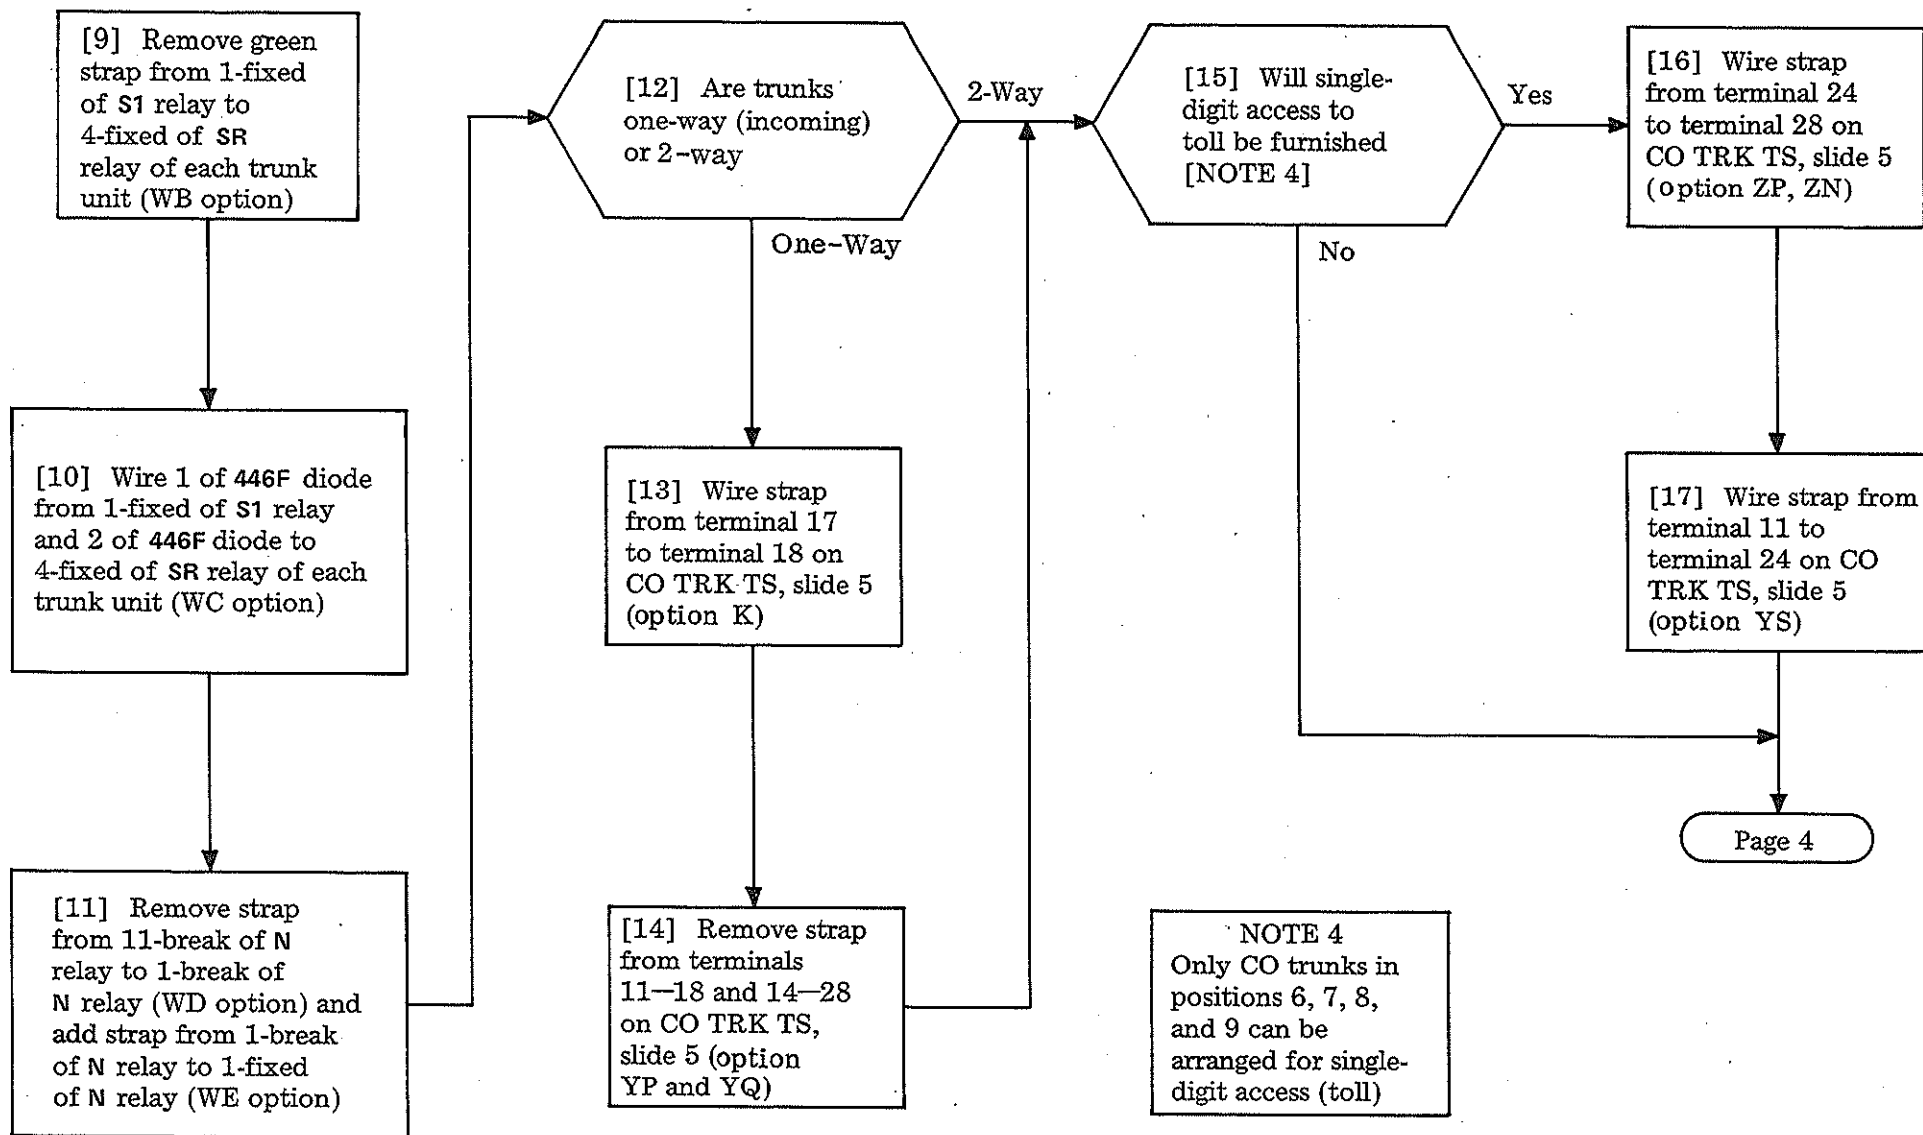 [9] Remove green
strap from 1-fixed
of S1 relay to
4-fixed of SR
relay of each trunk
unit (WB option)
[10] Wire 1 of 446F diode
from 1-fixed of S1 relay
and 2 of 446F diode to
4-fixed of SR relay of each
trunk unit (WC option)
[11] Remove strap
from 11-break of N
relay to 1-break of
N relay (WD option) and
add strap from 1-break
of N relay to 1-fixed
of N relay (WE option)
[12] Are trunks
one-way (incoming)
or 2-way
2-Way
One-Way
[13] Wire strap
from terminal 17
to terminal 18 on
CO TRK TS, slide 5
(option K)
[14] Remove strap
from terminals
11—18 and 14—28
on CO TRK TS,
slide 5 (option
YP and YQ)
[15] Will single-
digit access to
toll be furnished
[NOTE 4]
Yes
No
[16] Wire strap
from terminal 24
to terminal 28 on
CO TRK TS, slide 5
(option ZP, ZN)
[17] Wire strap from
terminal 11 to
terminal 24 on CO
TRK TS, slide 5
(option YS)
Page 4
NOTE 4
Only CO trunks in
positions 6, 7, 8,
and 9 can be
arranged for single-
digit access (toll)